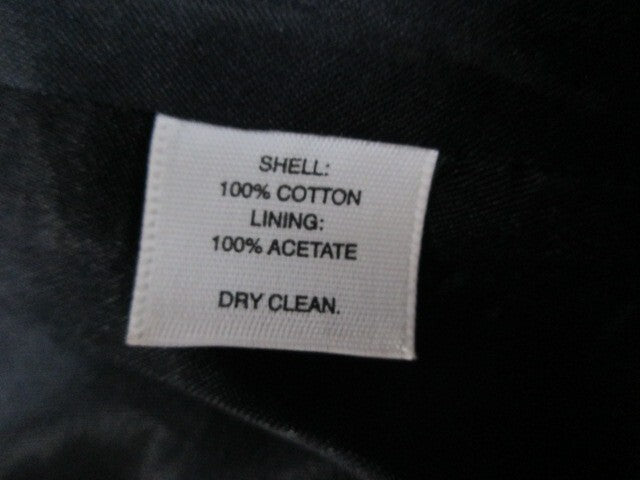 SHELL:
100% COTTON
LINING:
100% ACETATE
DRY CLEAN.